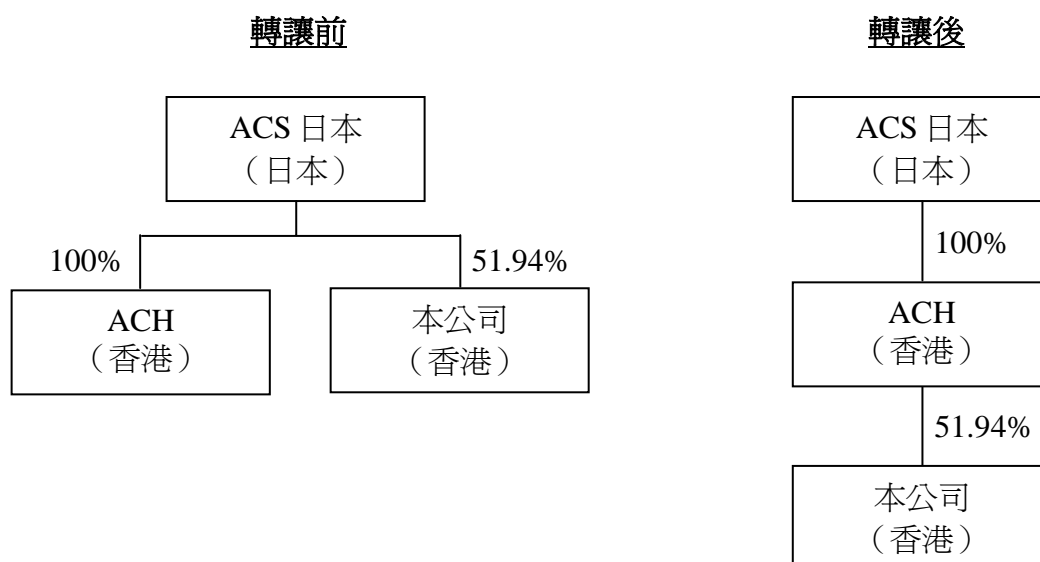 轉讓前
ACS 日本
（日本）
100%
51.94%
ACH
（香港）
本公司
（香港）
轉讓後
ACS 日本
（日本）
100%
ACH
（香港）
51.94%
本公司
（香港）